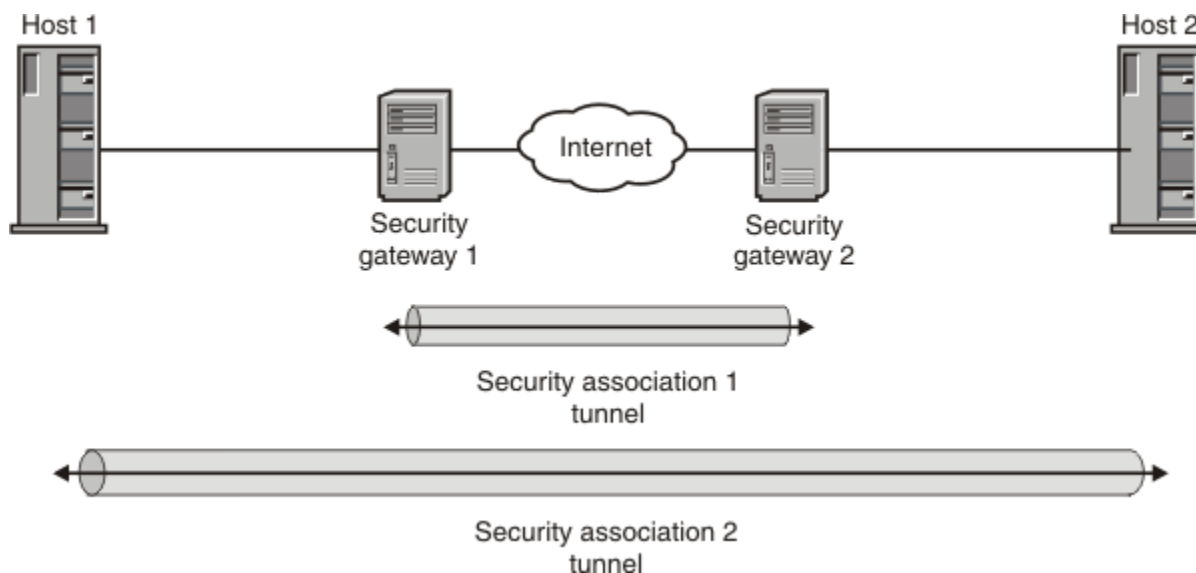 Host 1
Host 2
Internet
Security
gateway 1
Security
gateway 2
Security association 1
tunnel
Security association 2
tunnel